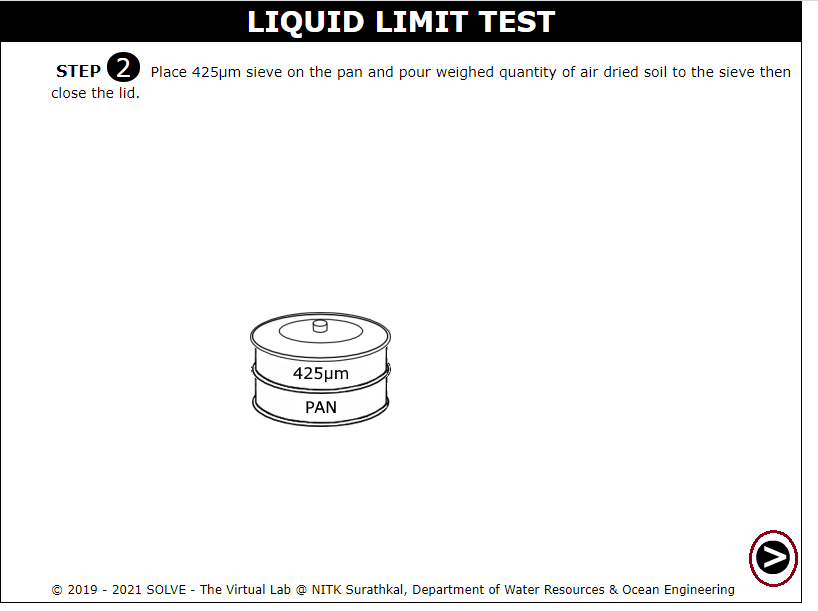 LIQUID LIMIT TEST
STEP 2 Place 425μm sieve on the pan and pour weighed quantity of air dried soil to the sieve then
close the lid.
425μm
PAN
>
© 2019 - 2021 SOLVE - The Virtual Lab @ NITK Surathkal, Department of Water Resources & Ocean Engineering